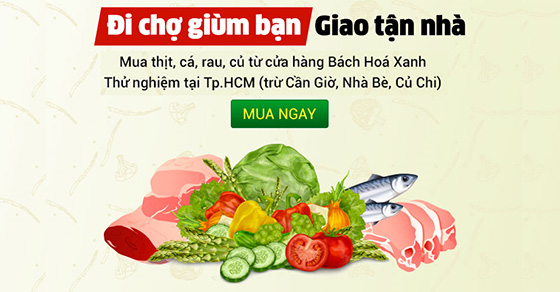 Đi chợ giùm bạn Giao tận nhà
Mua thịt, cá, rau, củ từ cửa hàng Bách Hoá Xanh
Thử nghiệm tại Tp.HCM (trừ Cần Giờ, Nhà Bè, Củ Chi)
MUA NGAY